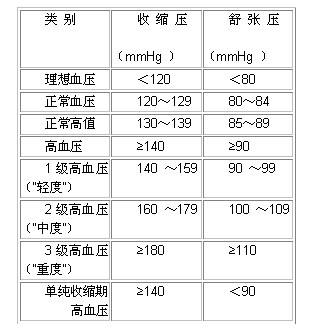 类 别 收 缩 压 舒 张 压
（mmHg ） （mmHg ）
理想血压 ＜120 ＜80
正常血压 120～129 80～84
正常高值 130～139 85～89
高血压 ≥140 ≥90
1 级高血压 140 ～159 90 ～99
("轻度")
2 级高血压 160 ～179 100 ～109
("中度")
3 级高血压 ≥180 ≥110
("重度")
单纯收缩期 ≥140 ＜90
高血压